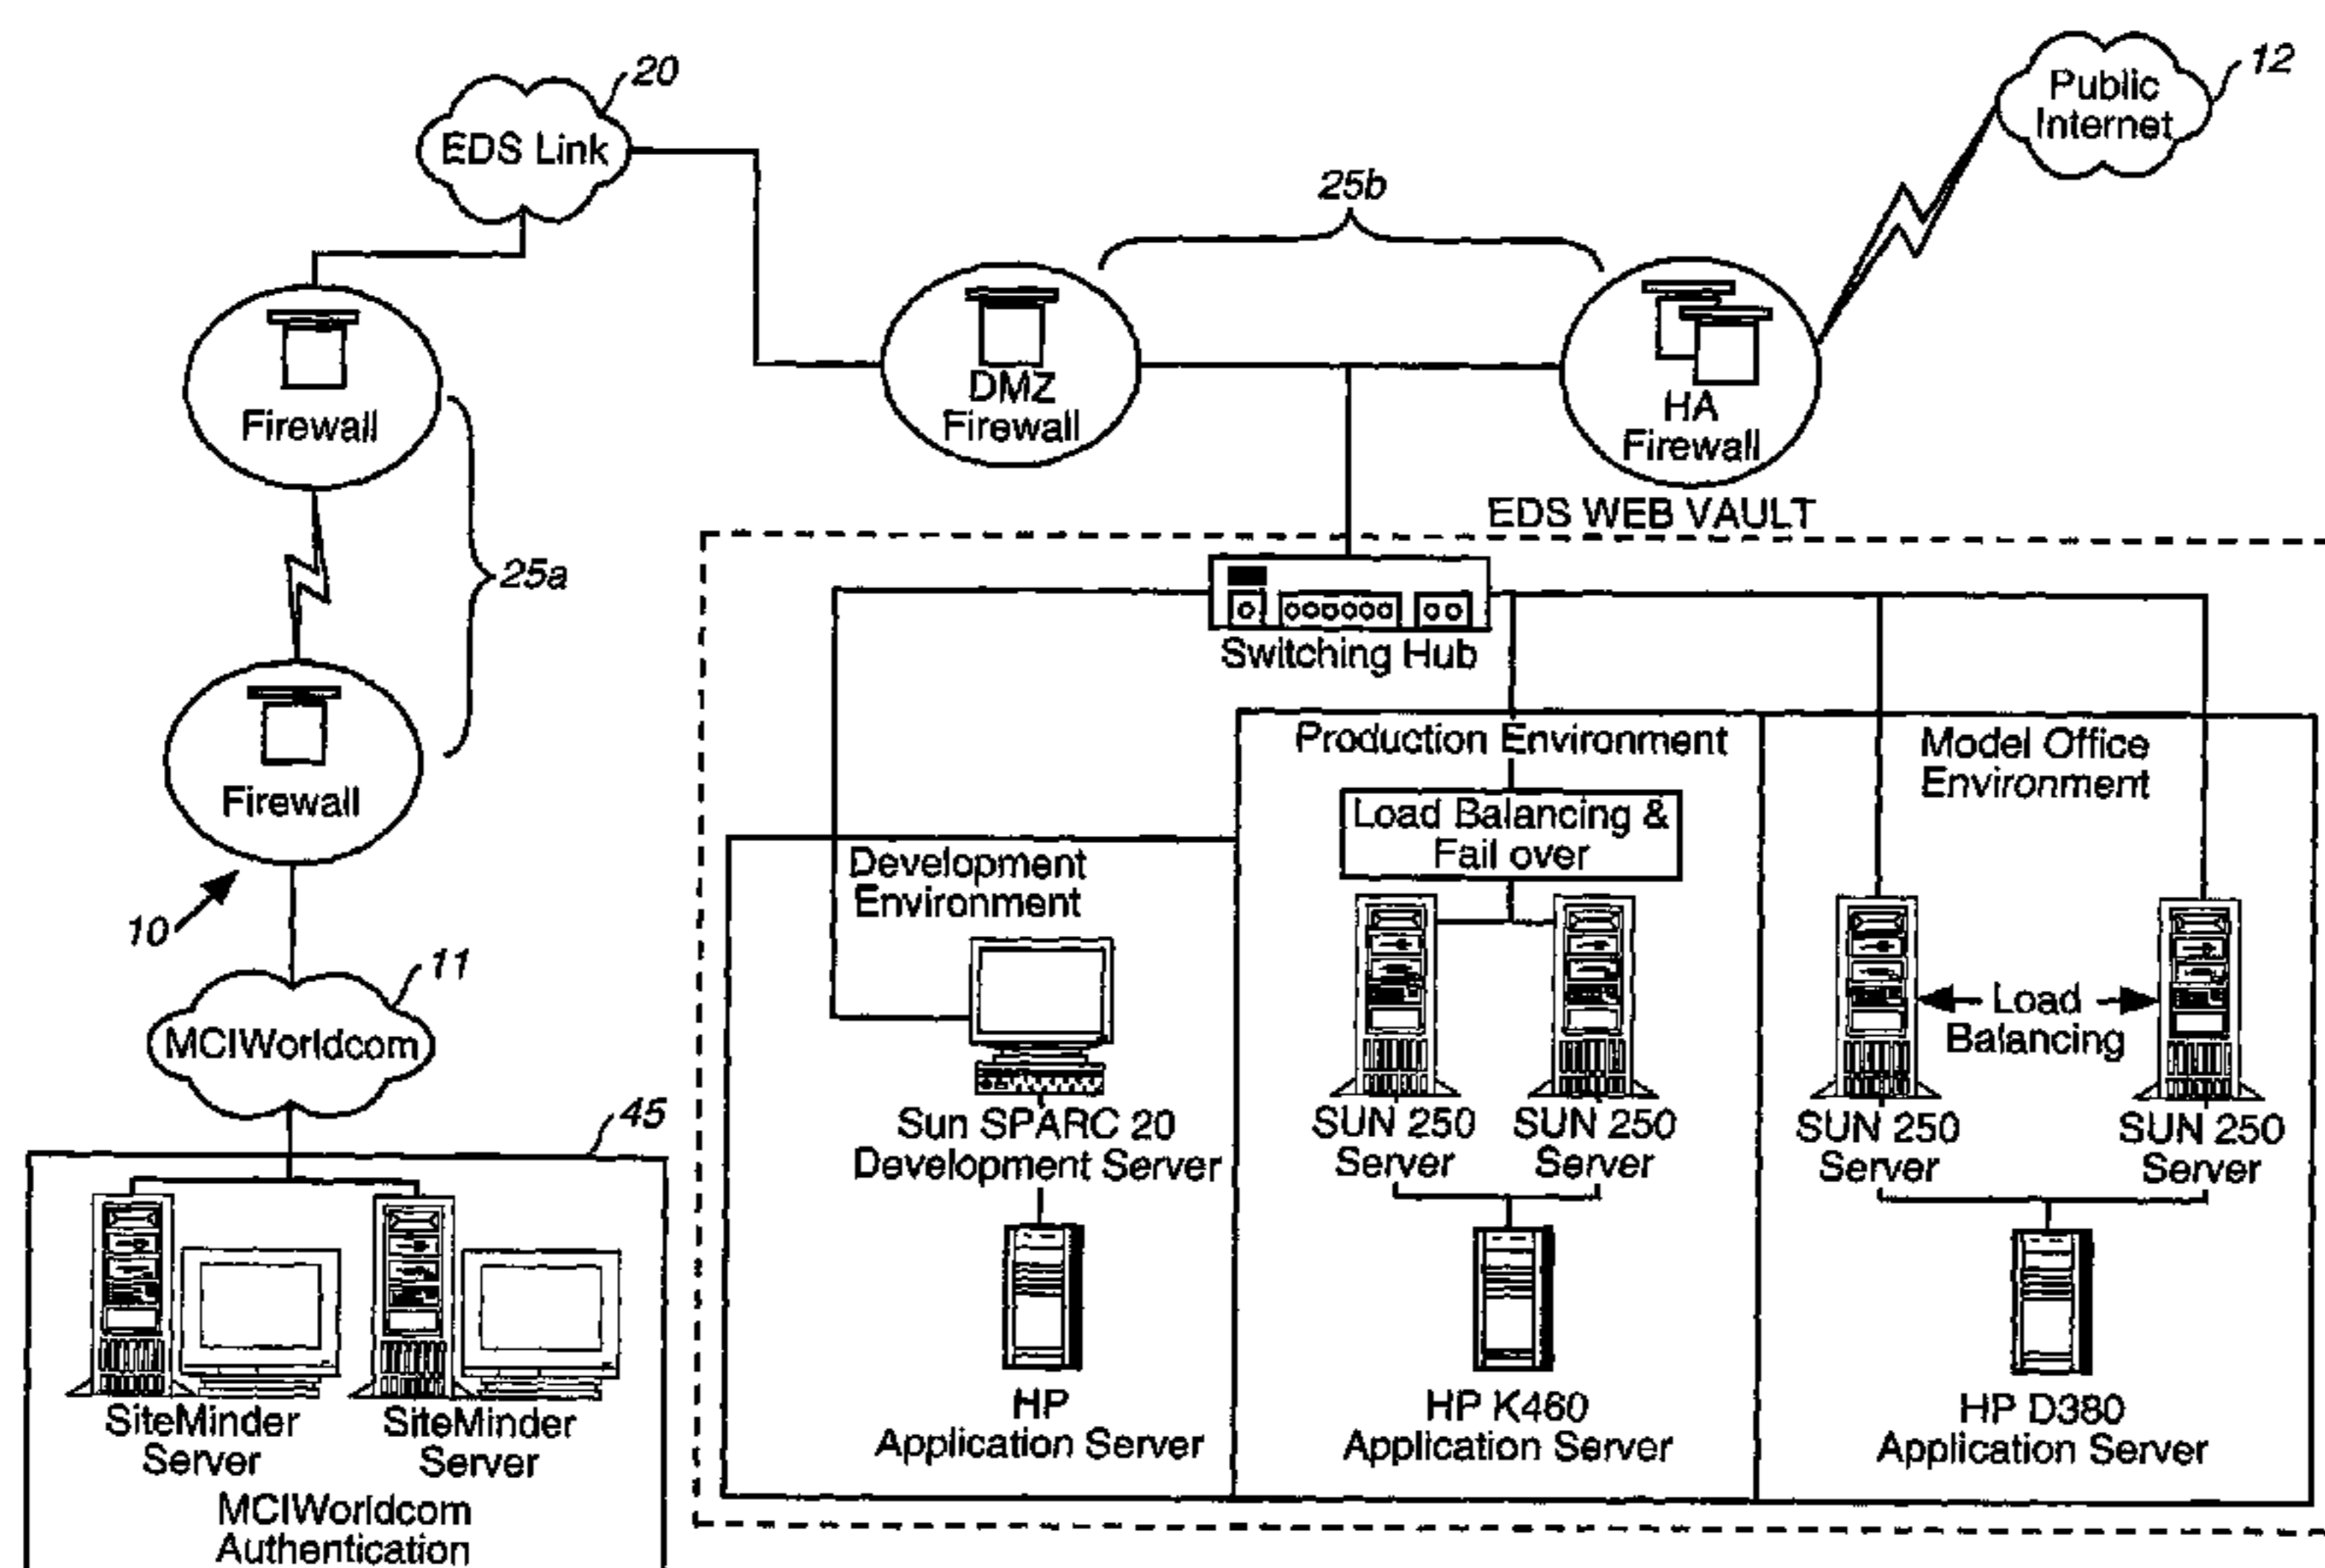 20
EDS Link
Public
Internet
12
25b
DMZ
Firewall
HA
Firewall
Firewall
25a
Firewall
10
11
MCIWorldcom
45
SiteMinder
Server
SiteMinder
Server
MCIWorldcom
Authentication
EDS WEB VAULT
Switching Hub
Development
Environment
Sun SPARC 20
Development Server
HP
Application Server
Production Environment
Load Balancing &
Fail over
SUN 250
Server
SUN 250
Server
HP K460
Application Server
Model Office
Environment
Load
Balancing
SUN 250
Server
SUN 250
Server
HP D380
Application Server